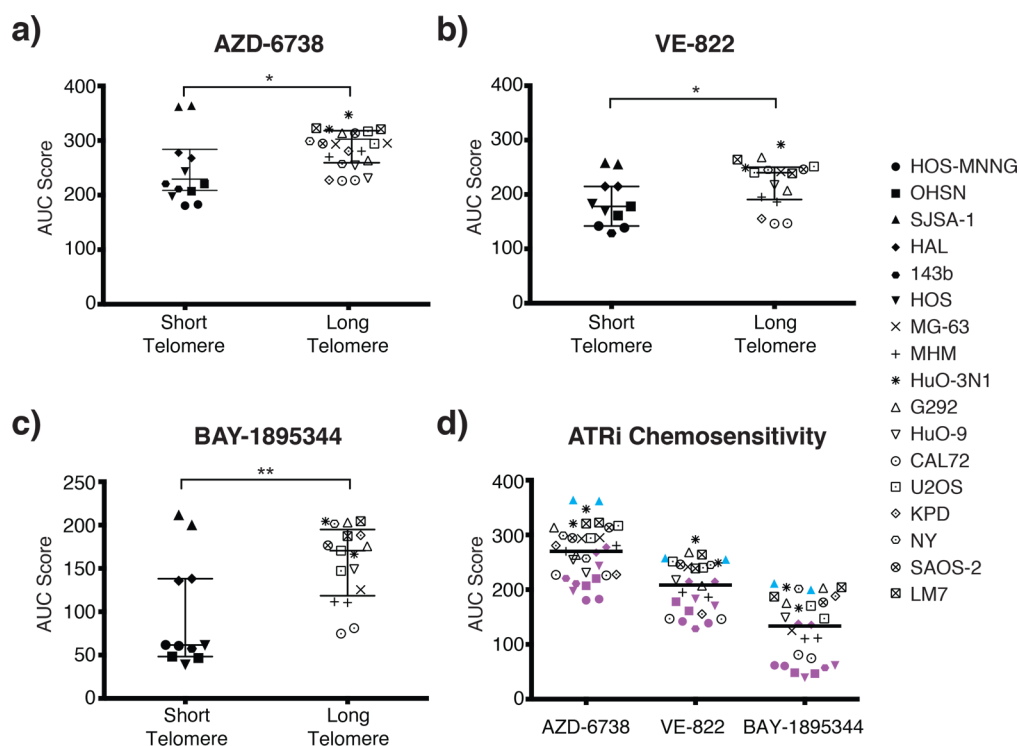 a)
AZD-6738
*
400
300
200
100
0
AUC Score
Short
Telomere
Long
Telomere
b)
VE-822
*
400
300
200
100
0
AUC Score
Short
Telomere
Long
Telomere
HOS-MNNG
OHSN
SJSA-1
HAL
143b
HOS
MG-63
MHM
HuO-3N1
G292
HuO-9
CAL72
U2OS
KPD
NY
SAOS-2
LM7
c)
BAY-1895344
**
250
200
150
100
50
0
AUC Score
Short
Telomere
Long
Telomere
d)
ATRi Chemosensitivity
400
300
200
100
0
AUC Score
AZD-6738
VE-822
BAY-1895344